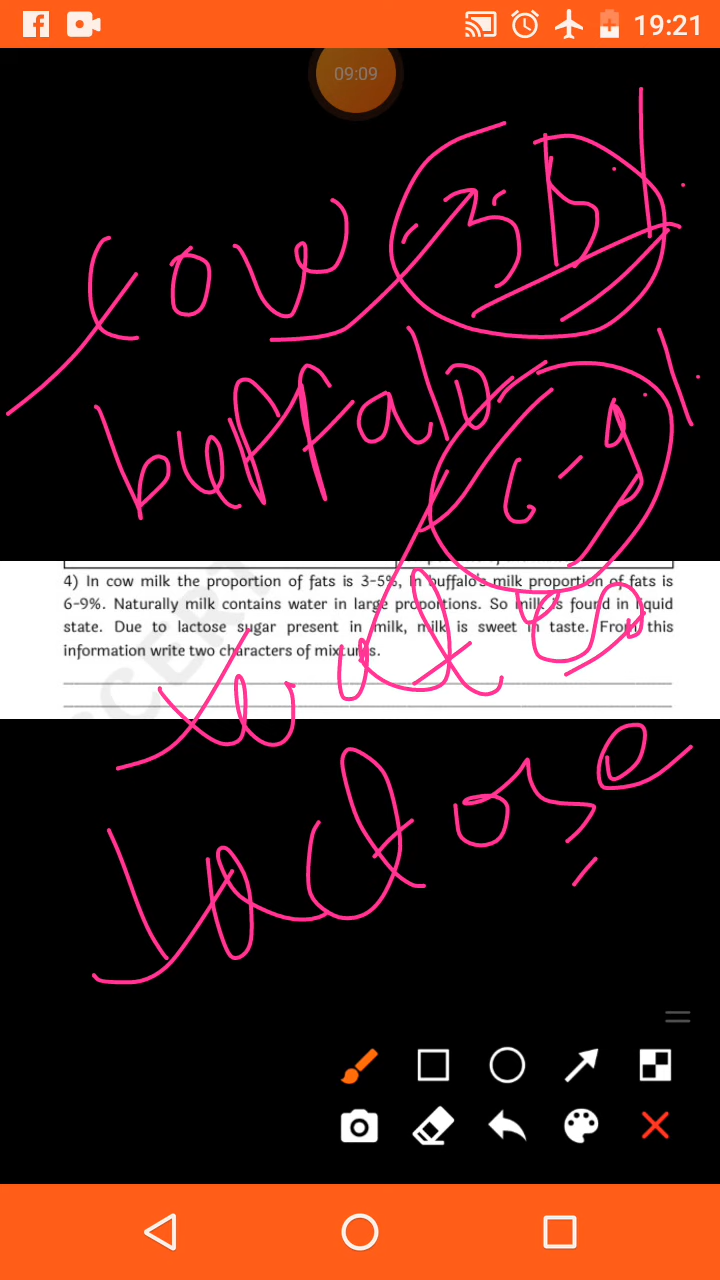 19:21
09:09
cow 3-5%
buffalo
6-9%
4) In cow milk the proportion of fats is 3-5%, In buffalo's milk proportion of fats is
6-9%. Naturally milk contains water in large proportions. So milk is found in liquid
state. Due to lactose sugar present in milk, milk is sweet in taste. From this
information write two characters of mixtures.
water
lactose